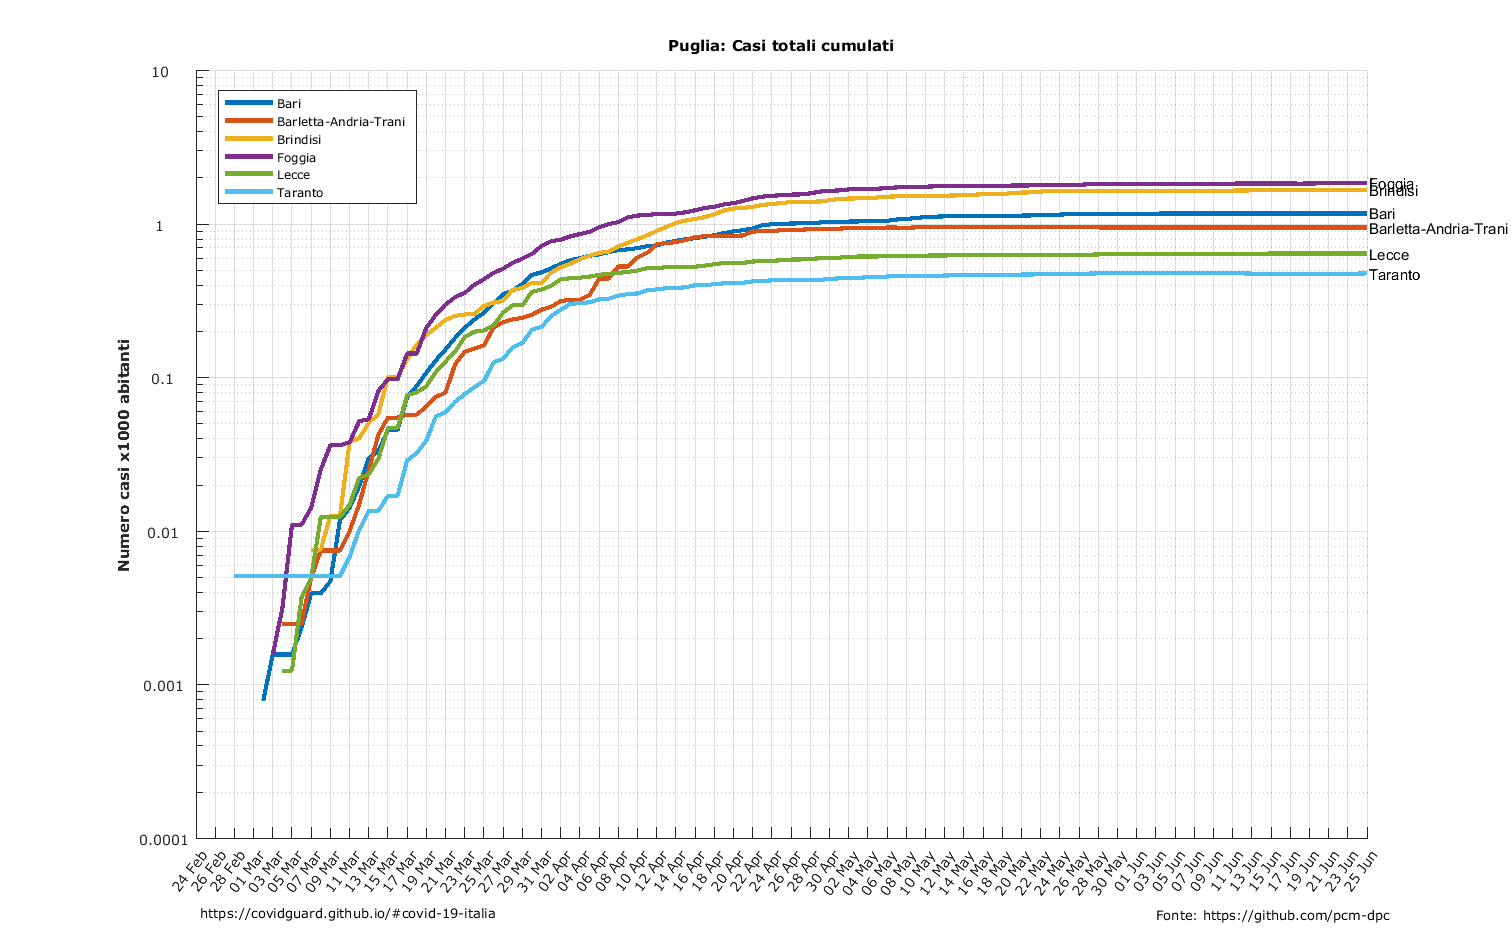 Puglia: Casi totali cumulati
10
1
0.1
0.01
0.001
0.0001
Numero casi x1000 abitanti
Bari
Barletta-Andria-Trani
Brindisi
Foggia
Lecce
Taranto
Foggia
Brindisi
Bari
Barletta-Andria-Trani
Lecce
Taranto
24 Feb
26 Feb
28 Feb
01 Mar
03 Mar
05 Mar
07 Mar
09 Mar
11 Mar
13 Mar
15 Mar
17 Mar
19 Mar
21 Mar
23 Mar
25 Mar
27 Mar
29 Mar
31 Mar
02 Apr
04 Apr
06 Apr
08 Apr
10 Apr
12 Apr
14 Apr
16 Apr
18 Apr
20 Apr
22 Apr
24 Apr
26 Apr
28 Apr
30 Apr
02 May
04 May
06 May
08 May
10 May
12 May
14 May
16 May
18 May
20 May
22 May
24 May
26 May
28 May
30 May
01 Jun
03 Jun
05 Jun
07 Jun
09 Jun
11 Jun
13 Jun
15 Jun
17 Jun
19 Jun
21 Jun
23 Jun
25 Jun
https://covidguard.github.io/#covid-19-italia
Fonte: https://github.com/pcm-dpc